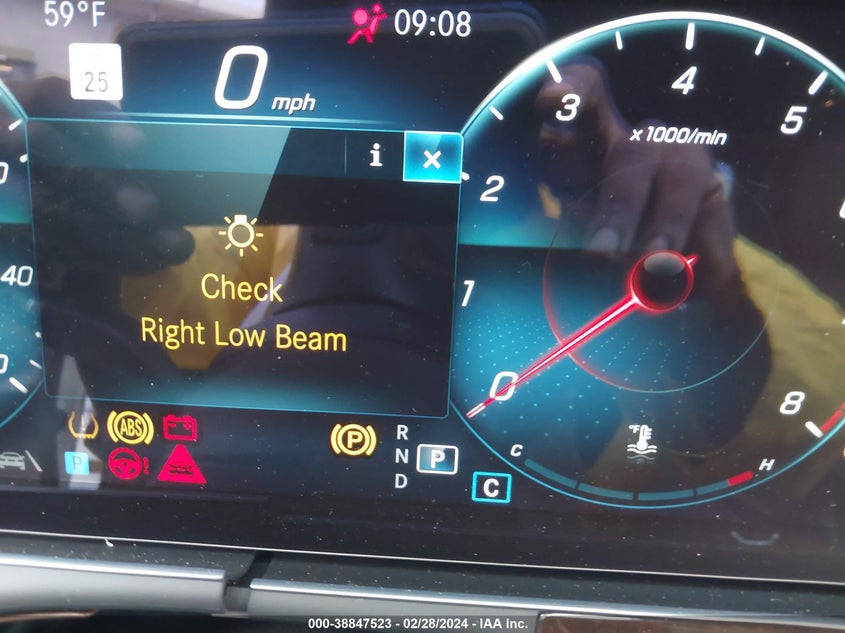 59°F
09:08
25
0 mph
i
Check
Right Low Beam
40
0
1
2
3
4
5
8
x1000/min
°F
°C
C
H
ABS
P
P
R
N
P
D
C
000-38847523 / 02/28/2024 - IAA Inc.